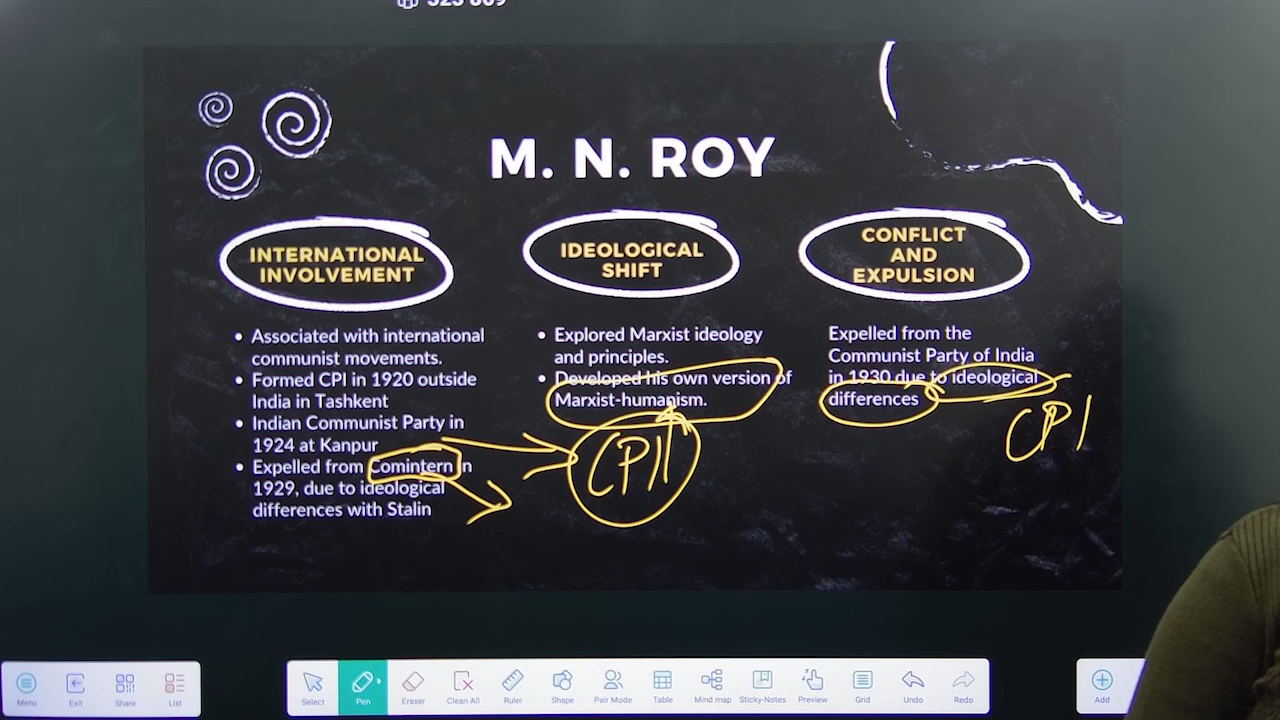 M. N. ROY
INTERNATIONAL
INVOLVEMENT
• Associated with international
communist movements.
• Formed CPI in 1920 outside
India in Tashkent
• Indian Communist Party in
1924 at Kanpur
• Expelled from Comintern in
1929, due to ideological
differences with Stalin
IDEOLOGICAL
SHIFT
• Explored Marxist ideology
and principles.
• Developed his own version of
Marxist-humanism.
CPI
CONFLICT
AND
EXPULSION
Expelled from the
Communist Party of India
in 1930 due to ideological
differences
CPI
Menu
Exit
Share
List
Select
Pen
Eraser
Clean All
Ruler
Shape
Pair Mode
Table
Mind map
Sticky-Notes
Preview
Grid
Undo
Redo
Add